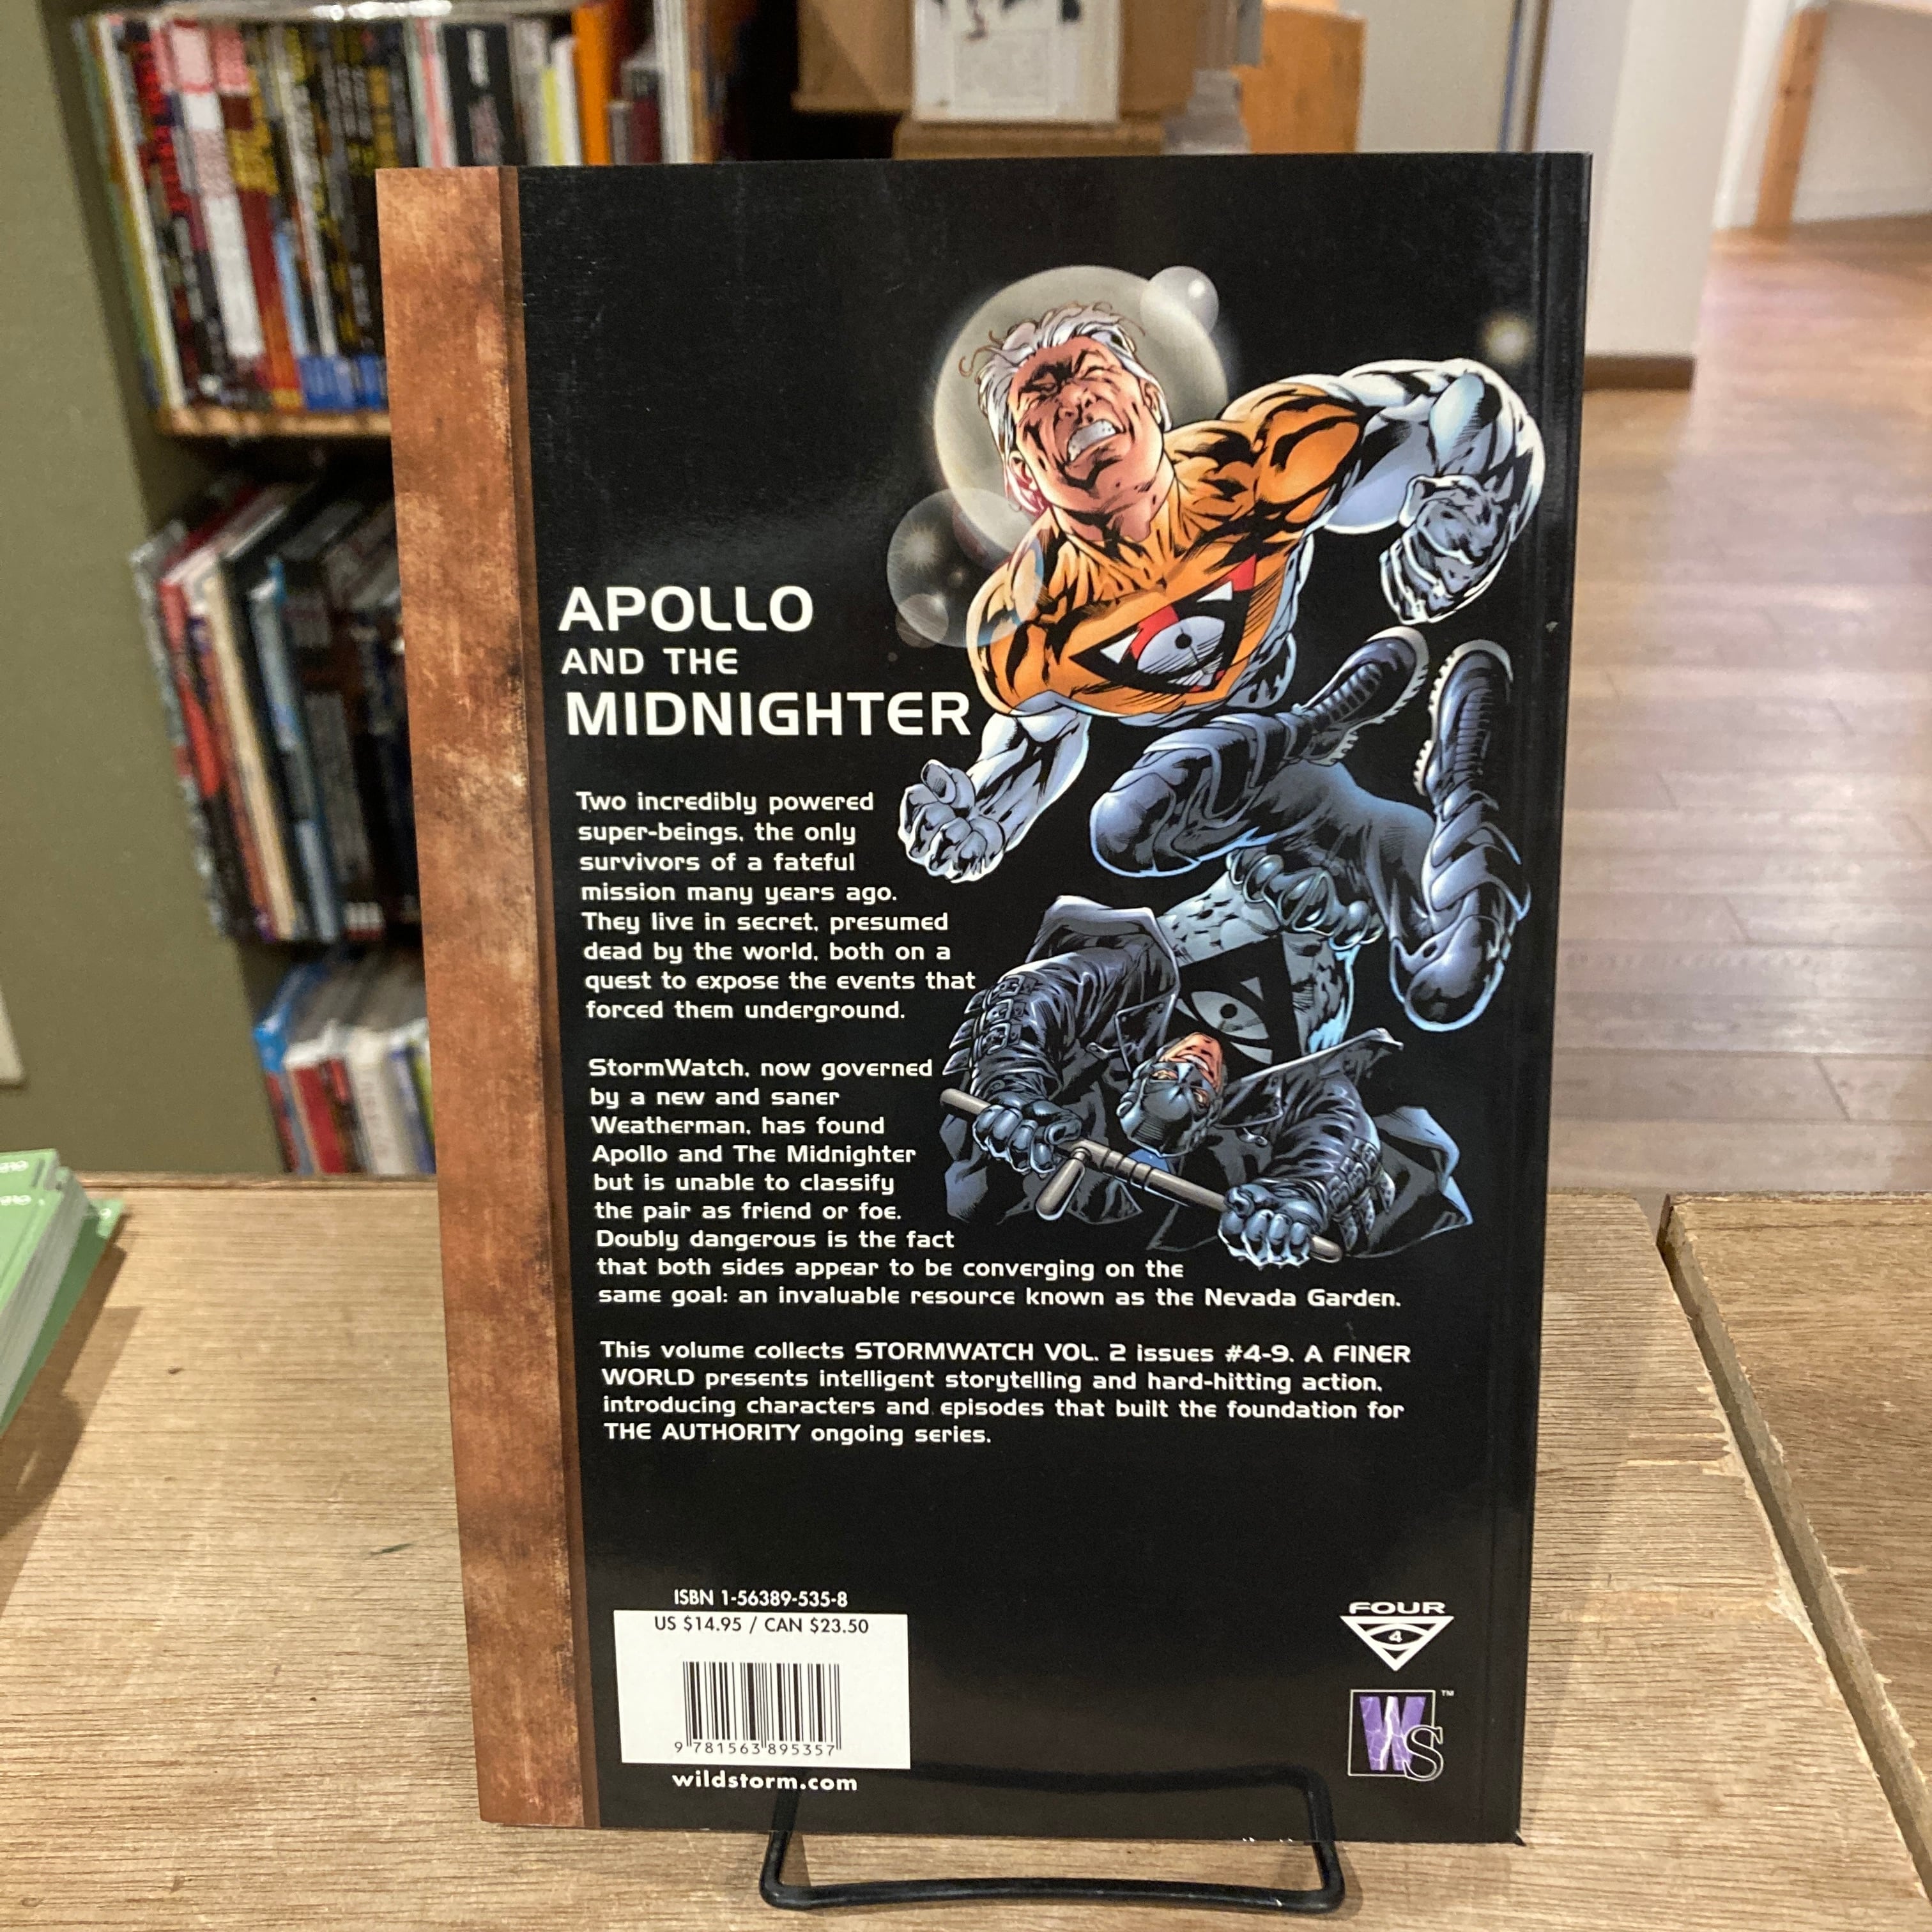 APOLLO
AND THE
MIDNIGHTER
Two incredibly powered
super-beings, the only
survivors of a fateful
mission many years ago.
They live in secret, presumed
dead by the world, both on a
quest to expose the events that
forced them underground.
StormWatch, now governed
by a new and saner
Weatherman, has found
Apollo and The Midnighter
but is unable to classify
the pair as friend or foe.
Doubly dangerous is the fact
that both sides appear to be converging on the
same goal: an invaluable resource known as the Nevada Garden.
This volume collects STORMWATCH VOL. 2 issues #4-9. A FINER
WORLD presents intelligent storytelling and hard-hitting action,
introducing characters and episodes that built the foundation for
THE AUTHORITY ongoing series.
ISBN 1-56389-535-8
US $14.95 / CAN $23.50
9 781563 895357
wildstorm.com
FOUR
4
WS™